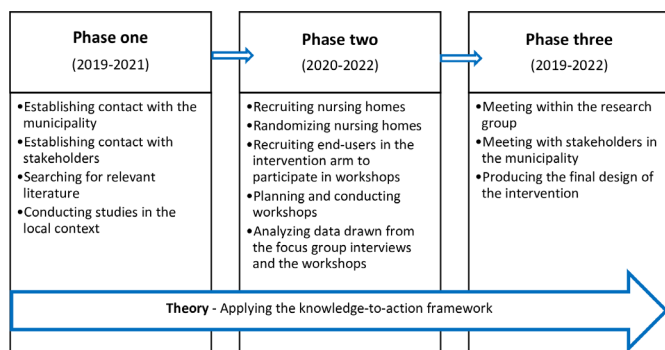 Phase one
(2019-2021)
•Establishing contact with the
municipality
•Establishing contact with
stakeholders
•Searching for relevant
literature
•Conducting studies in the
local context
Phase two
(2020-2022)
•Recruiting nursing homes
•Randomizing nursing homes
•Recruiting end-users in the
intervention arm to
participate in workshops
•Planning and conducting
workshops
•Analyzing data drawn from
the focus group interviews
and the workshops
Phase three
(2019-2022)
•Meeting within the research
group
•Meeting with stakeholders in
the municipality
•Producing the final design of
the intervention
Theory - Applying the knowledge-to-action framework